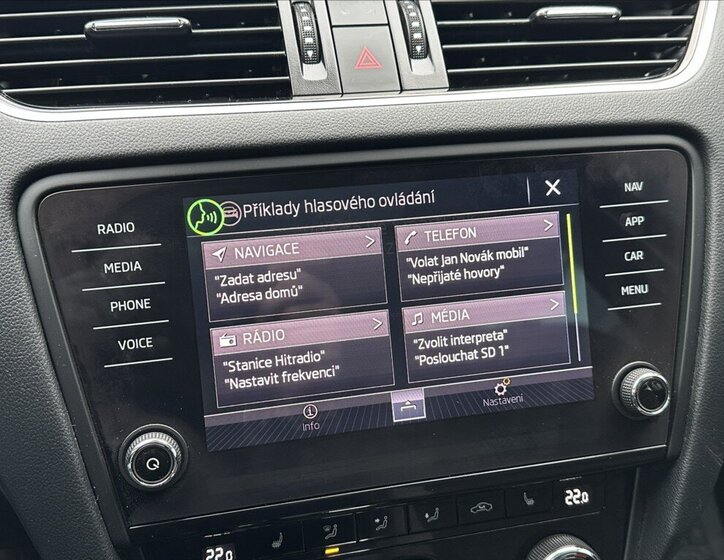 RADIO
MEDIA
PHONE
VOICE
Příklady hlasového ovládání
NAVIGACE
"Zadat adresu"
"Adresa domů"
TELEFON
"Volat Jan Novák mobil"
"Nepřijaté hovory"
RÁDIO
"Stanice Hitradio"
"Nastavit frekvenci"
MÉDIA
"Zvolit interpreta"
"Poslouchat SD 1"
Info
Nastavení
NAV
APP
CAR
MENU
22.0
22.0